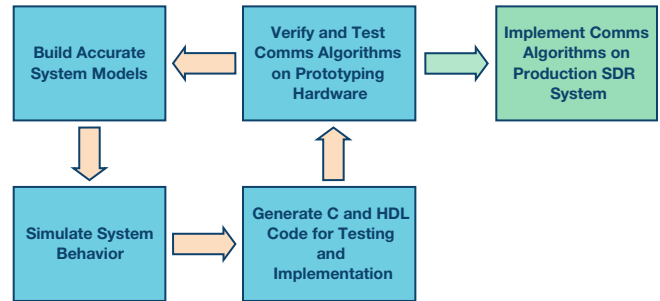 Build Accurate
System Models
Verify and Test
Comms Algorithms
on Prototyping
Hardware
Implement Comms
Algorithms on
Production SDR
System
Simulate System
Behavior
Generate C and HDL
Code for Testing
and
Implementation